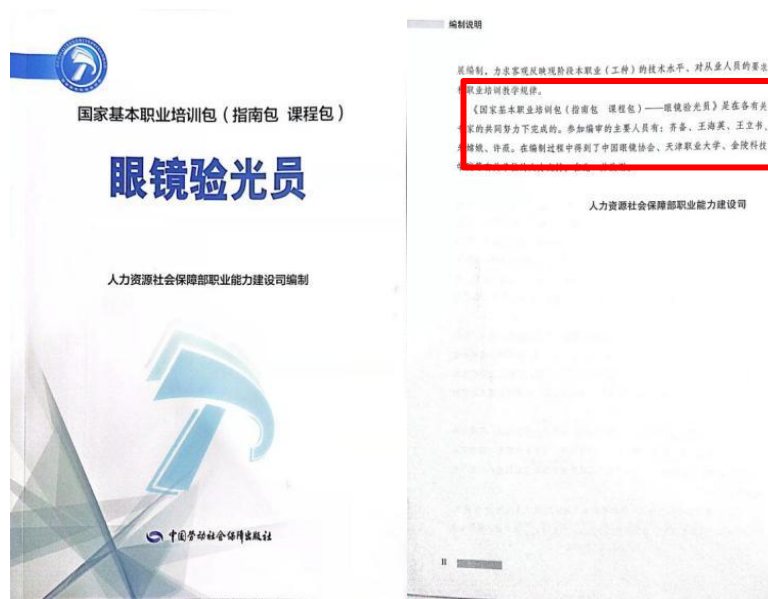 国家基本职业培训包（指南包 课程包）
眼镜验光员
人力资源社会保障部职业能力建设司编制
中国劳动社会保障出版社
编制说明
展编制，力求客观反映现阶段本职业（工种）的技术水平、对从业人员的要求
职业培训教学规律。
《国家基本职业培训包（指南包 课程包）——眼镜验光员》是在各有关
家的共同努力下完成的。参加编审的主要人员有：齐备、王海英、王立书、
嫦娥、许薇。在编制过程中得到了中国眼镜协会、天津职业大学、金陵科技
人力资源社会保障部职业能力建设司
II